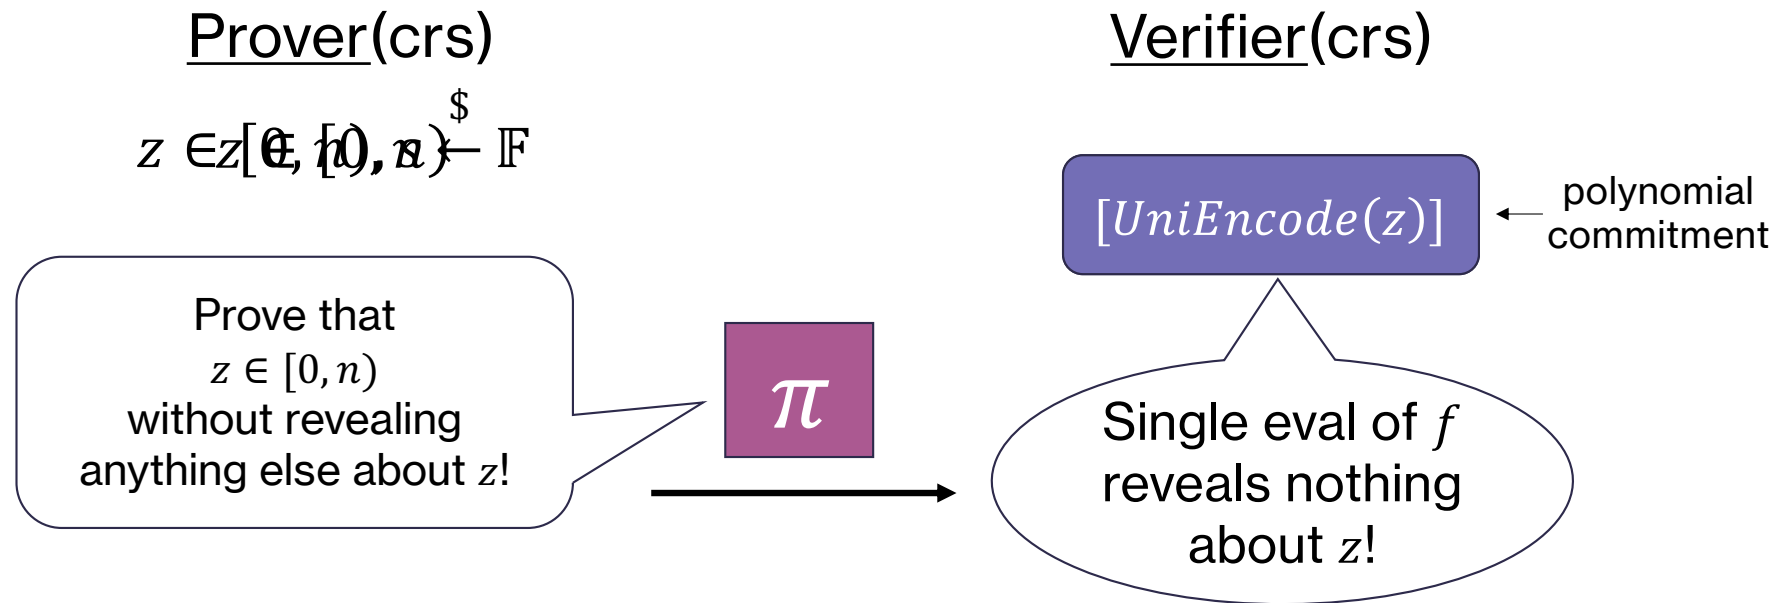 Prover(crs)
Verifier(crs)
z ∈ [0, n), s ←$ 𝔽
[UniEncode(z)]
polynomial
commitment
Prove that
z ∈ [0, n)
without revealing
anything else about z!
π
Single eval of f
reveals nothing
about z!